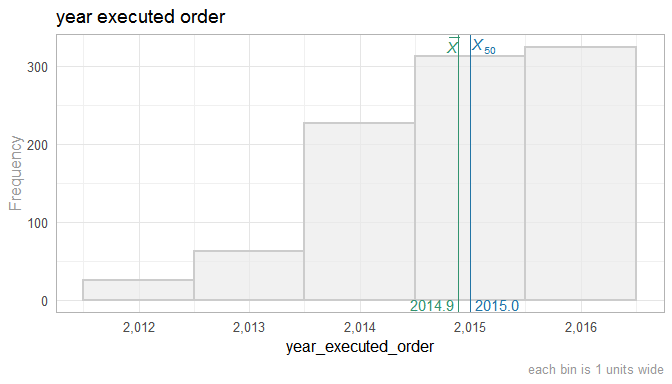 year executed order
X X 50
300
200
100
0
Frequency
2014.9 2015.0
2,012 2,013 2,014 2,015 2,016
year_executed_order
each bin is 1 units wide